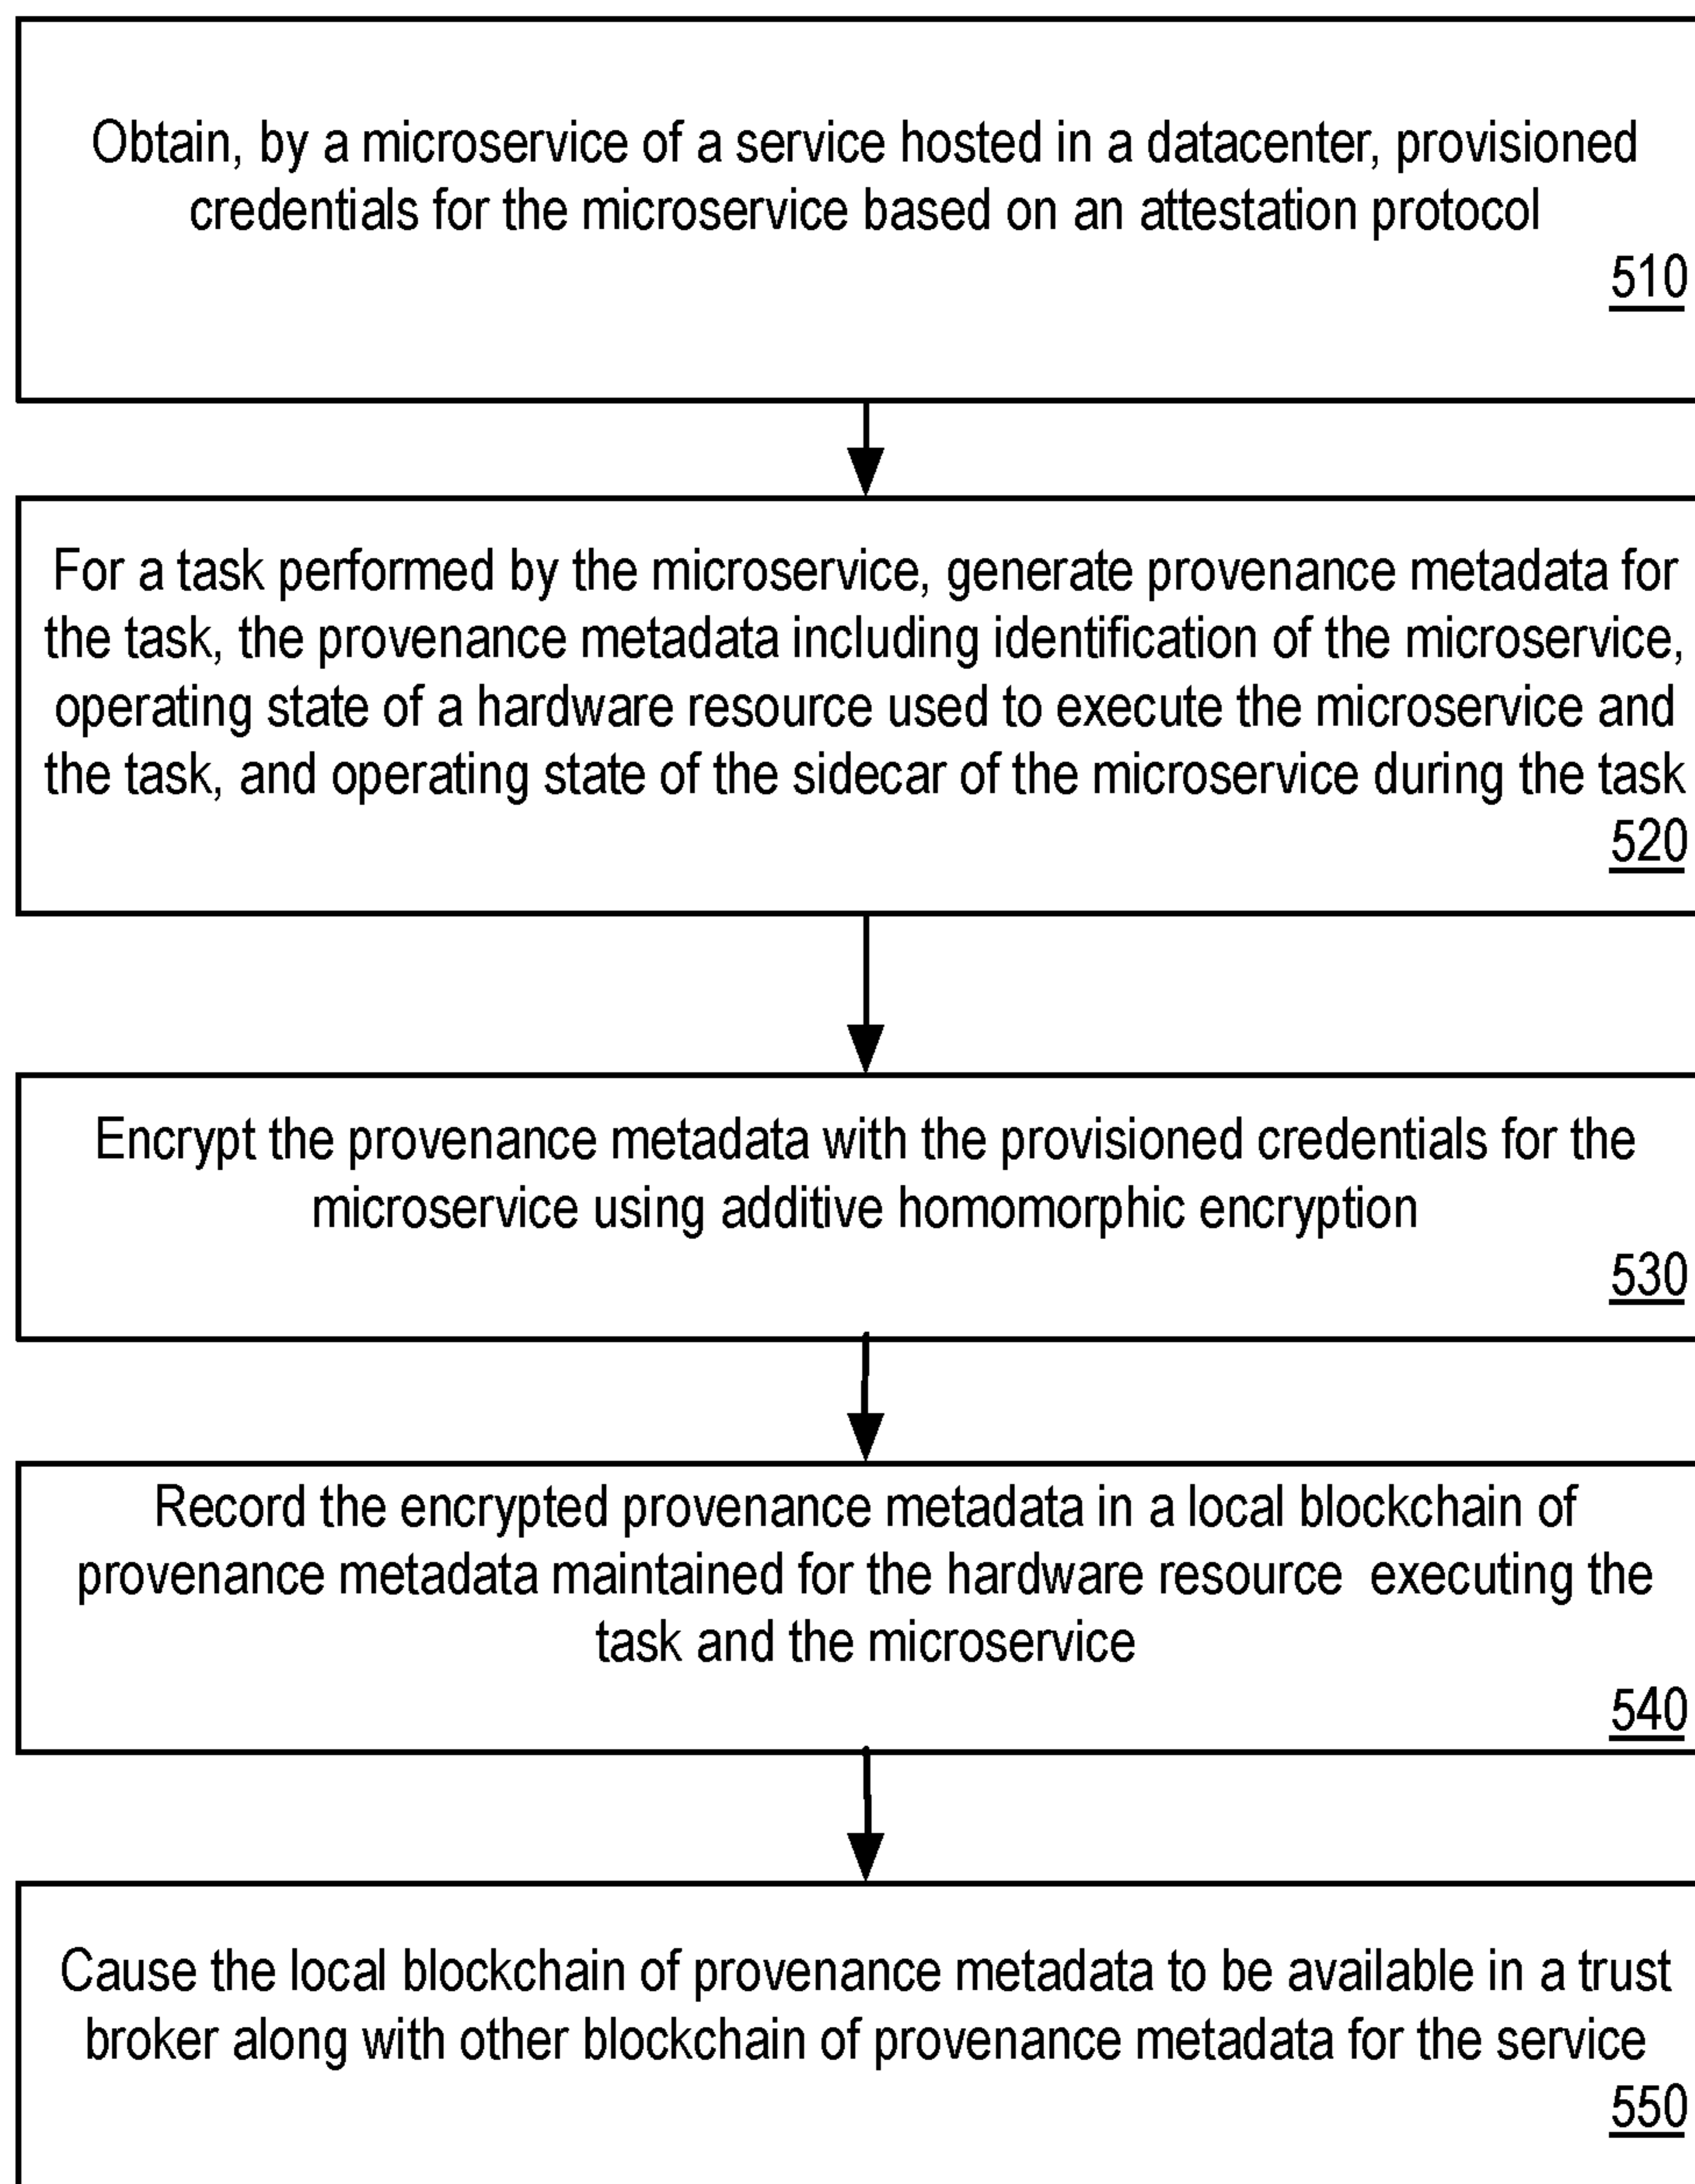 Obtain, by a microservice of a service hosted in a datacenter, provisioned
credentials for the microservice based on an attestation protocol
510
For a task performed by the microservice, generate provenance metadata for
the task, the provenance metadata including identification of the microservice,
operating state of a hardware resource used to execute the microservice and
the task, and operating state of the sidecar of the microservice during the task
520
Encrypt the provenance metadata with the provisioned credentials for the
microservice using additive homomorphic encryption
530
Record the encrypted provenance metadata in a local blockchain of
provenance metadata maintained for the hardware resource executing the
task and the microservice
540
Cause the local blockchain of provenance metadata to be available in a trust
broker along with other blockchain of provenance metadata for the service
550